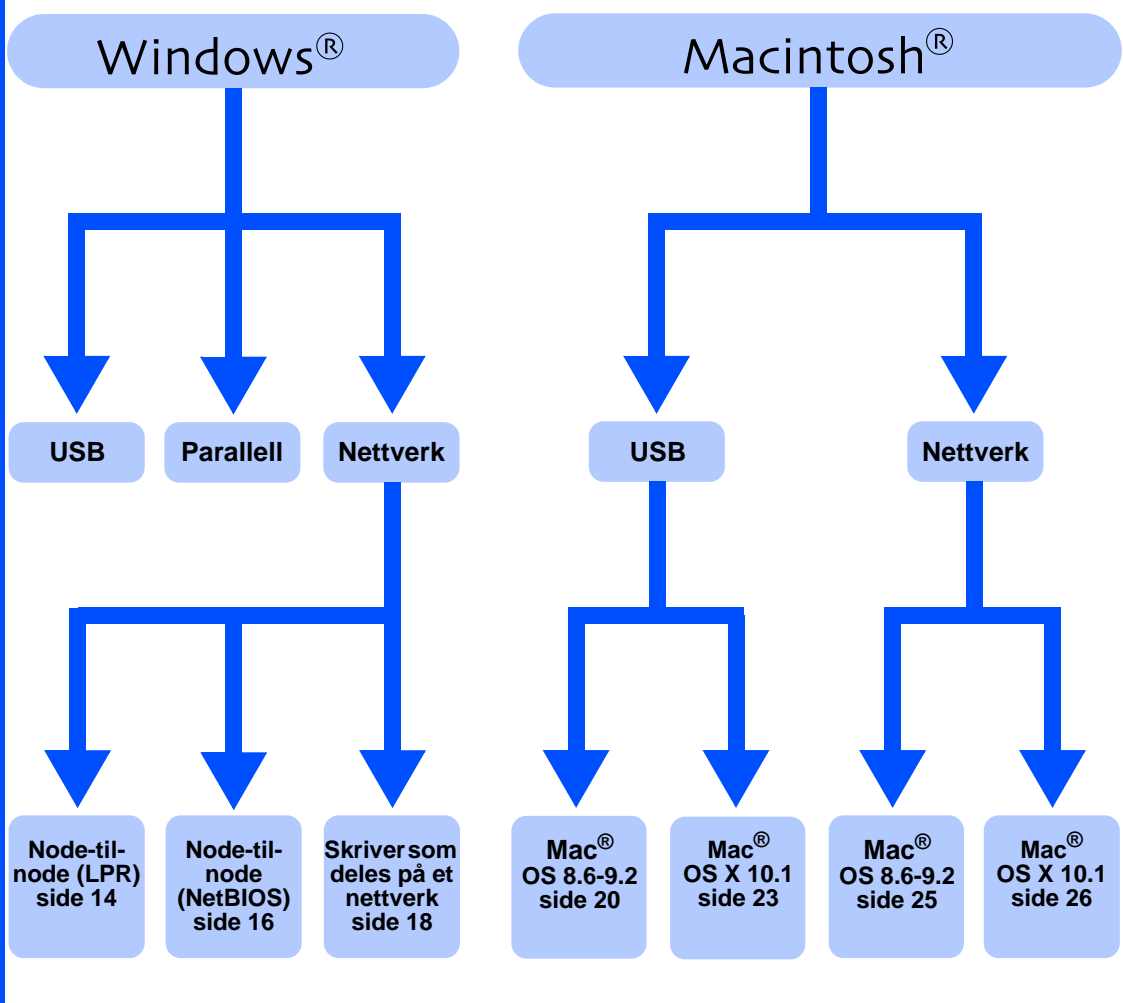 Windows®
Macintosh®
USB
Parallell
Nettverk
USB
Nettverk
Node-til-
node (LPR)
side 14
Node-til-
node
(NetBIOS)
side 16
Skriver som
deles på et
nettverk
side 18
Mac®
OS 8.6-9.2
side 20
Mac®
OS X 10.1
side 23
Mac®
OS 8.6-9.2
side 25
Mac®
OS X 10.1
side 26